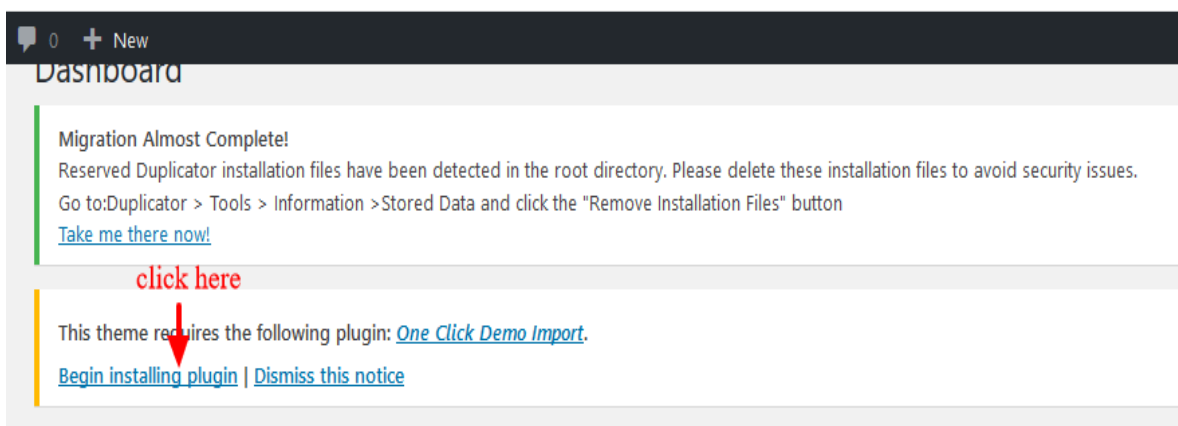 0 + New
Dashboard
Migration Almost Complete!
Reserved Duplicator installation files have been detected in the root directory. Please delete these installation files to avoid security issues.
Go to:Duplicator > Tools > Information >Stored Data and click the "Remove Installation Files" button
Take me there now!
click here
This theme requires the following plugin: One Click Demo Import.
Begin installing plugin | Dismiss this notice